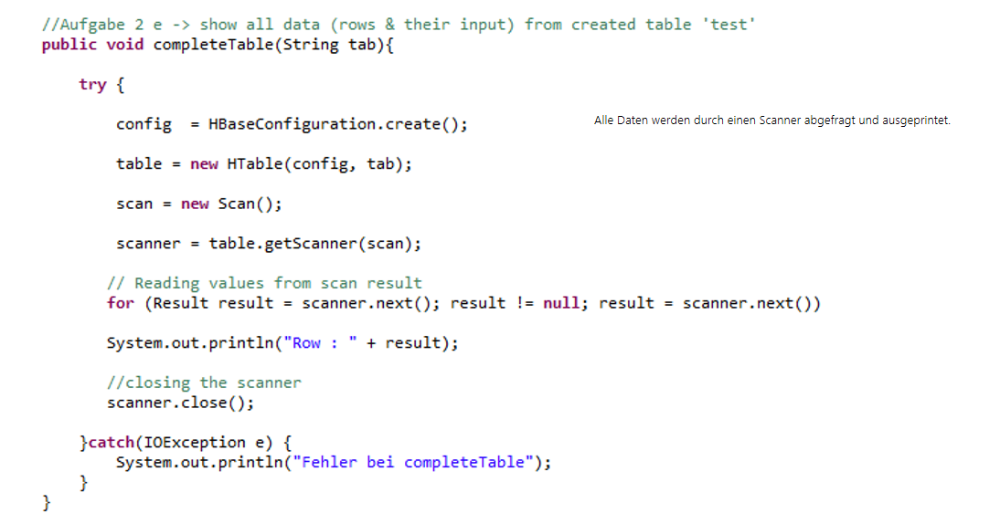 //Aufgabe 2 e -> show all data (rows & their input) from created table 'test'
public void completeTable(String tab){
try {
config  = HBaseConfiguration.create();
Alle Daten werden durch einen Scanner abgefragt und ausgeprintet.
table = new HTable(config, tab);
scan = new Scan();
scanner = table.getScanner(scan);
// Reading values from scan result
for (Result result = scanner.next(); result != null; result = scanner.next())
System.out.println("Row : " + result);
//closing the scanner
scanner.close();
}catch(IOException e) {
System.out.println("Fehler bei completeTable");
}
}